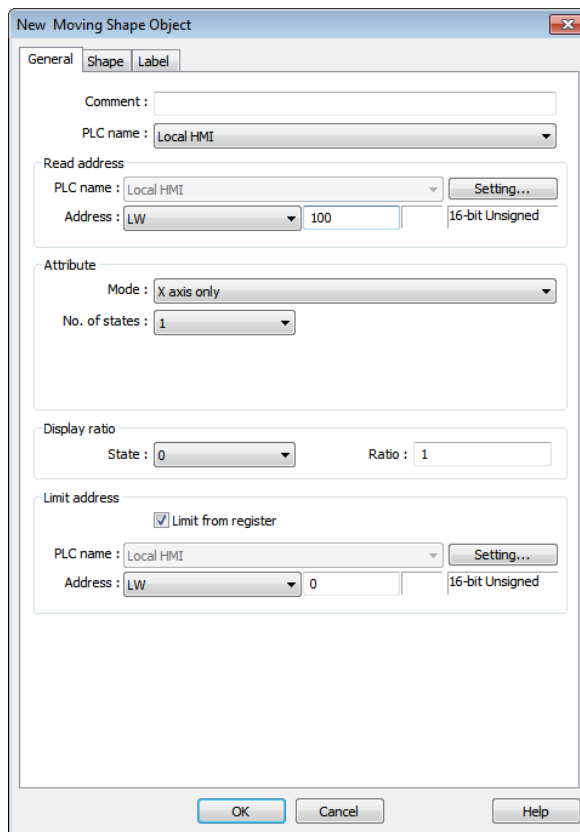 New  Moving Shape Object
General Shape Label
Comment :
PLC name : Local HMI
Read address
PLC name : Local HMI Setting...
Address : LW 100 16-bit Unsigned
Attribute
Mode : X axis only
No. of states : 1
Display ratio
State : 0 Ratio : 1
Limit address
Limit from register
PLC name : Local HMI Setting...
Address : LW 0 16-bit Unsigned
OK Cancel Help